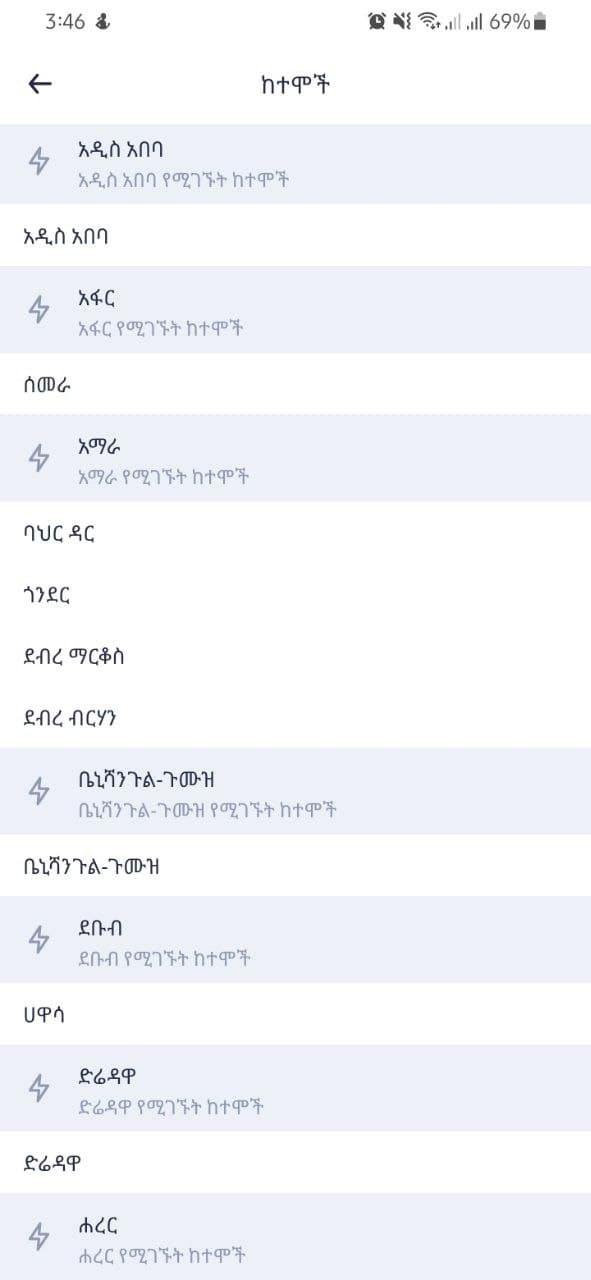 3:46 69%
ከተሞች
አዲስ አበባ
አዲስ አበባ የሚገኙት ከተሞች
አዲስ አበባ
አፋር
አፋር የሚገኙት ከተሞች
ሰመራ
አማራ
አማራ የሚገኙት ከተሞች
ባህር ዳር
ጎንደር
ደብረ ማርቆስ
ደብረ ብርሃን
ቤኒሻንጉል-ጉሙዝ
ቤኒሻንጉል-ጉሙዝ የሚገኙት ከተሞች
ቤኒሻንጉል-ጉሙዝ
ደቡብ
ደቡብ የሚገኙት ከተሞች
ሀዋሳ
ድሬዳዋ
ድሬዳዋ የሚገኙት ከተሞች
ድሬዳዋ
ሐረር
ሐረር የሚገኙት ከተሞች